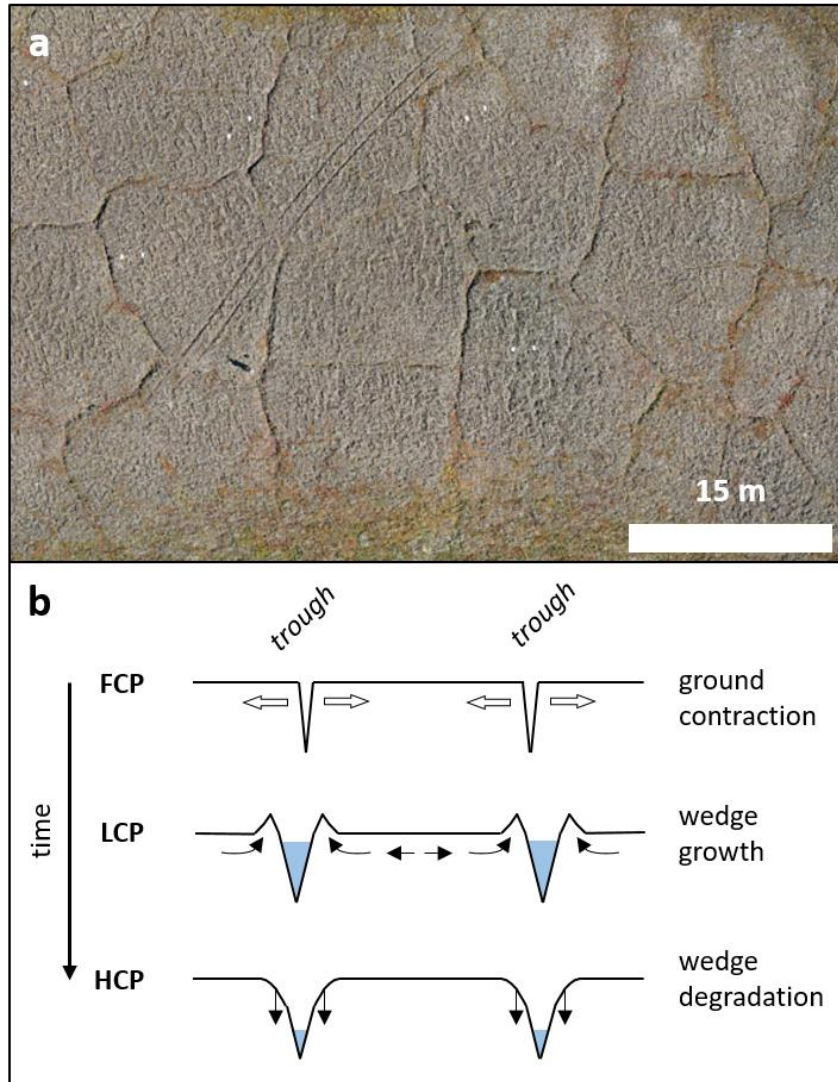 a
15 m
b
trough
trough
FCP
ground
contraction
time
LCP
wedge
growth
HCP
wedge
degradation